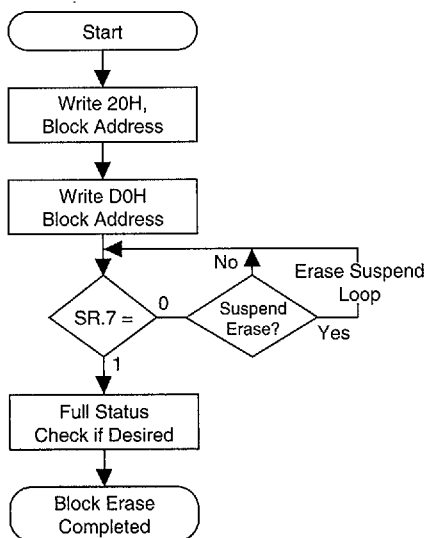 Start
Write 20H,
Block Address
Write D0H
Block Address
No
Erase Suspend
Loop
SR.7 =
0
Suspend
Erase?
Yes
1
Full Status
Check if Desired
Block Erase
Completed